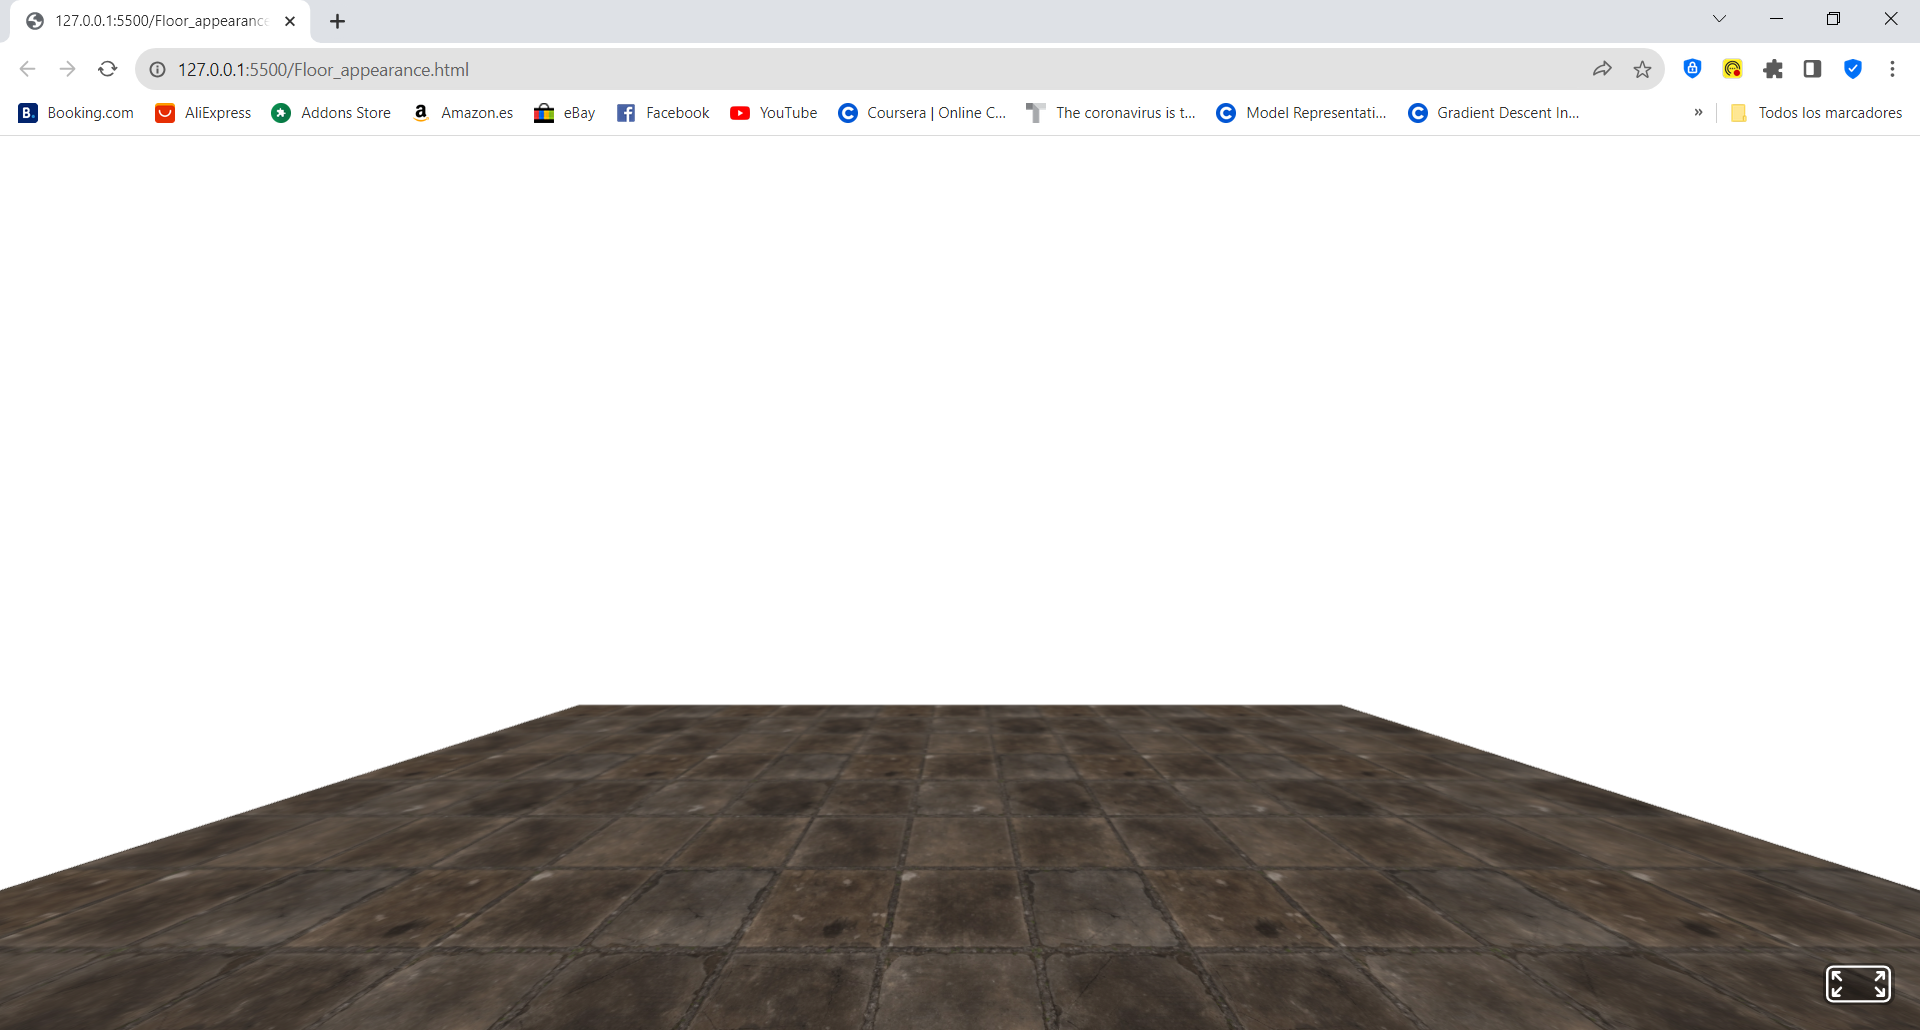 127.0.0.1:5500/Floor_appearance
127.0.0.1:5500/Floor_appearance.html
Booking.com AliExpress Addons Store Amazon.es eBay Facebook YouTube Coursera | Online C... The coronavirus is t... Model Representati... Gradient Descent In... » Todos los marcadores